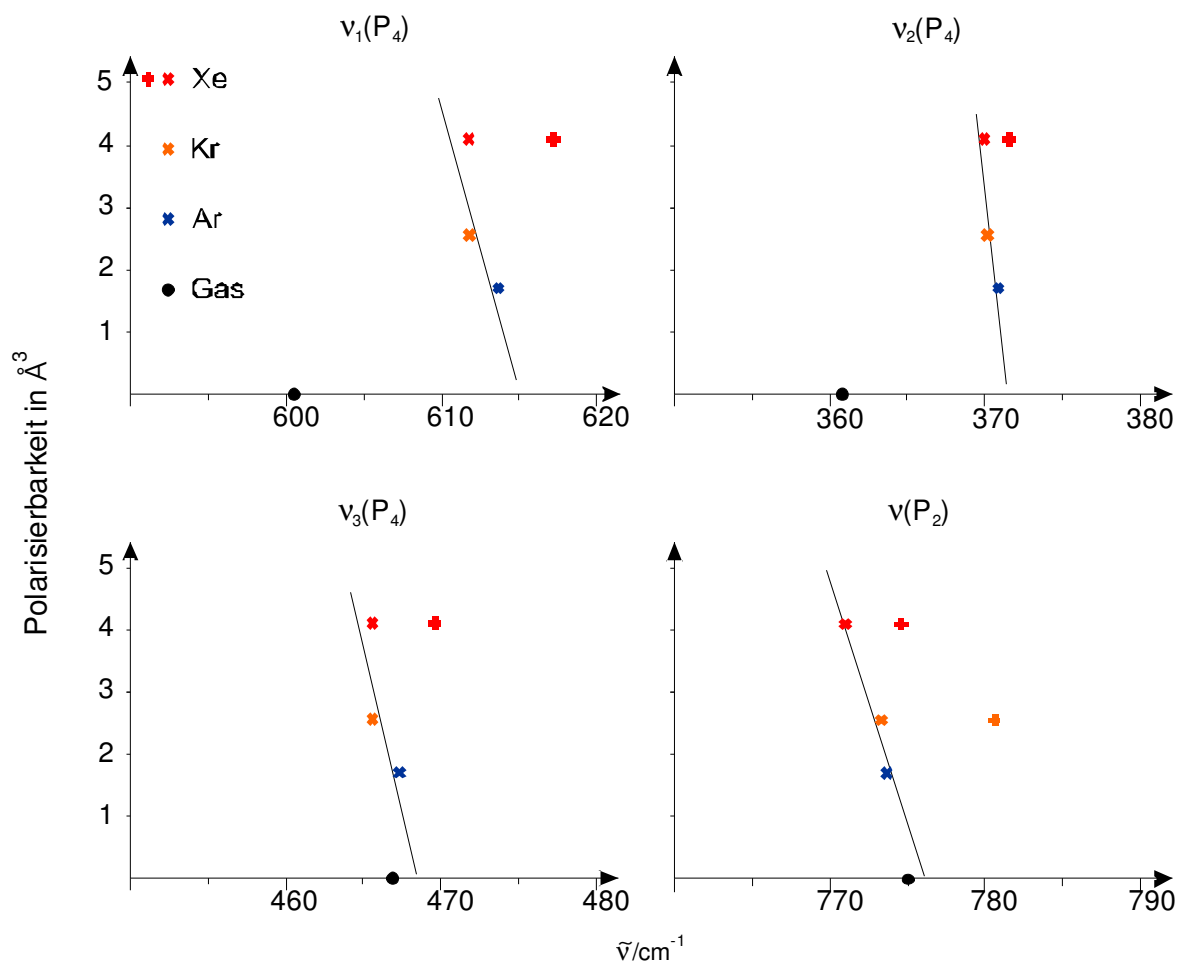 ν₁(P₄)
ν₂(P₄)
5
4
3
2
1
Xe
Kr
Ar
Gas
600
610
620
360
370
380
ν₃(P₄)
ν(P₂)
5
4
3
2
1
460
470
480
770
780
790
Polarisierbarkeit in Å³
ṽ/cm⁻¹